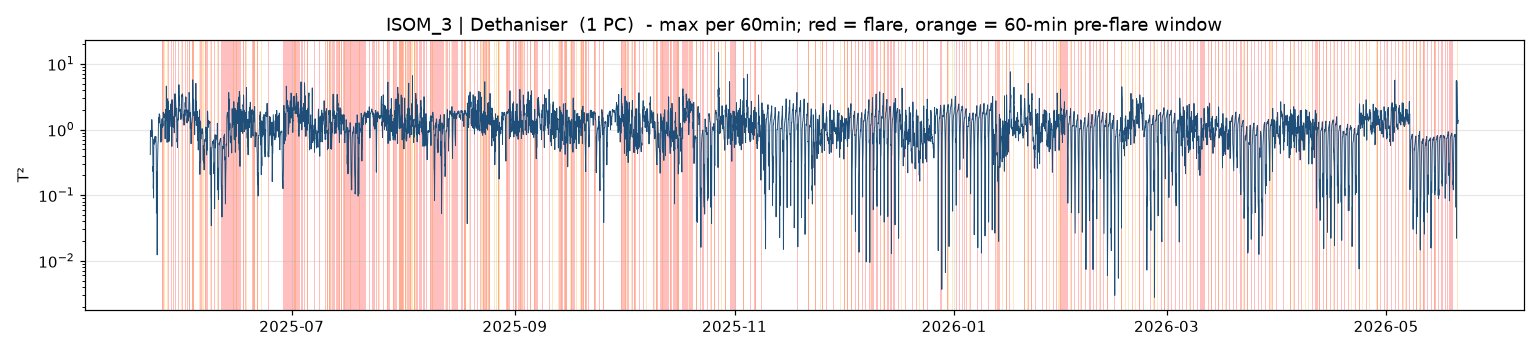 ISOM_3 | Dethaniser  (1 PC)  - max per 60min; red = flare, orange = 60-min pre-flare window
T²
10¹
10⁰
10⁻¹
10⁻²
2025-07 2025-09 2025-11 2026-01 2026-03 2026-05